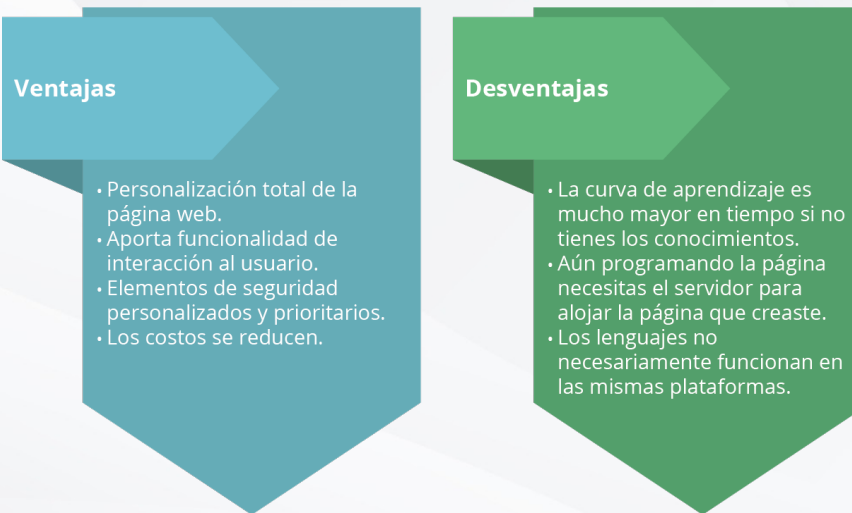 Ventajas
• Personalización total de la
página web.
• Aporta funcionalidad de
interacción al usuario.
• Elementos de seguridad
personalizados y prioritarios.
• Los costos se reducen.
Desventajas
• La curva de aprendizaje es
mucho mayor en tiempo si no
tienes los conocimientos.
• Aún programando la página
necesitas el servidor para
alojar la página que creaste.
• Los lenguajes no
necesariamente funcionan en
las mismas plataformas.